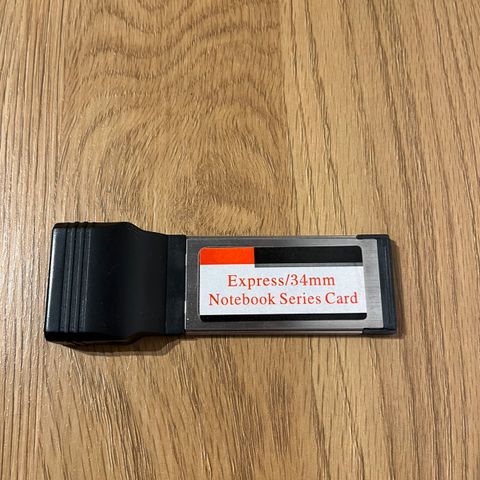 Express/34mm
Notebook Series Card